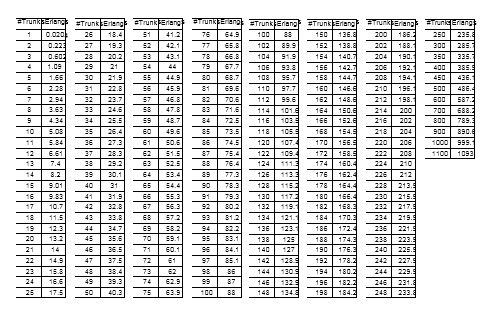 #Trunks Erlangs #Trunks Erlangs #Trunks Erlangs #Trunks Erlangs #Trunks Erlangs #Trunks Erlangs #Trunks Erlangs #Trunks Erlangs
1 0.0204 26 18.4 51 41.2 76 64.9 100 88 150 136.8 200 186.2 250 235.8
2 0.223 27 19.3 52 42.1 77 65.8 102 89.9 152 138.8 202 188.1 300 285.7
3 0.602 28 20.2 53 43.1 78 66.8 104 91.9 154 140.7 204 190.1 350 335.7
4 1.09 29 21 54 44 79 67.7 106 93.8 156 142.7 206 192.1 400 385.9
5 1.66 30 21.9 55 44.9 80 68.7 108 95.7 158 144.7 208 194.1 450 436.1
6 2.28 31 22.8 56 45.9 81 69.6 110 97.7 160 146.6 210 196.1 500 486.4
7 2.94 32 23.7 57 46.8 82 70.6 112 99.6 162 148.6 212 198.1 600 587.2
8 3.63 33 24.6 58 47.8 83 71.6 114 101.6 164 150.6 214 200 700 688.2
9 4.34 34 25.5 59 48.7 84 72.5 116 103.5 166 152.6 216 202 800 789.3
10 5.08 35 26.4 60 49.6 85 73.5 118 105.5 168 154.5 218 204 900 890.6
11 5.84 36 27.3 61 50.6 86 74.5 120 107.4 170 156.5 220 206 1000 999.1
12 6.61 37 28.3 62 51.5 87 75.4 122 109.4 172 158.5 222 208 1100 1093
13 7.4 38 29.2 63 52.5 88 76.4 124 111.3 174 160.4 224 210
14 8.2 39 30.1 64 53.4 89 77.3 126 113.3 176 162.4 226 212
15 9.01 40 31 65 54.4 90 78.3 128 115.2 178 164.4 228 213.9
16 9.83 41 31.9 66 55.3 91 79.3 130 117.2 180 166.4 230 215.9
17 10.7 42 32.8 67 56.3 92 80.2 132 119.1 182 168.3 232 217.9
18 11.5 43 33.8 68 57.2 93 81.2 134 121.1 184 170.3 234 219.9
19 12.3 44 34.7 69 58.2 94 82.2 136 123.1 186 172.4 236 221.9
20 13.2 45 35.6 70 59.1 95 83.1 138 125 188 174.3 238 223.9
21 14 46 36.5 71 60.1 96 84.1 140 127 190 176.3 240 225.9
22 14.9 47 37.5 72 61 97 85.1 142 128.9 192 178.2 242 227.9
23 15.8 48 38.4 73 62 98 86 144 130.9 194 180.2 244 229.9
24 16.6 49 39.3 74 62.9 99 87 146 132.9 196 182.2 246 231.8
25 17.5 50 40.3 75 63.9 100 88 148 134.8 198 184.2 248 233.8